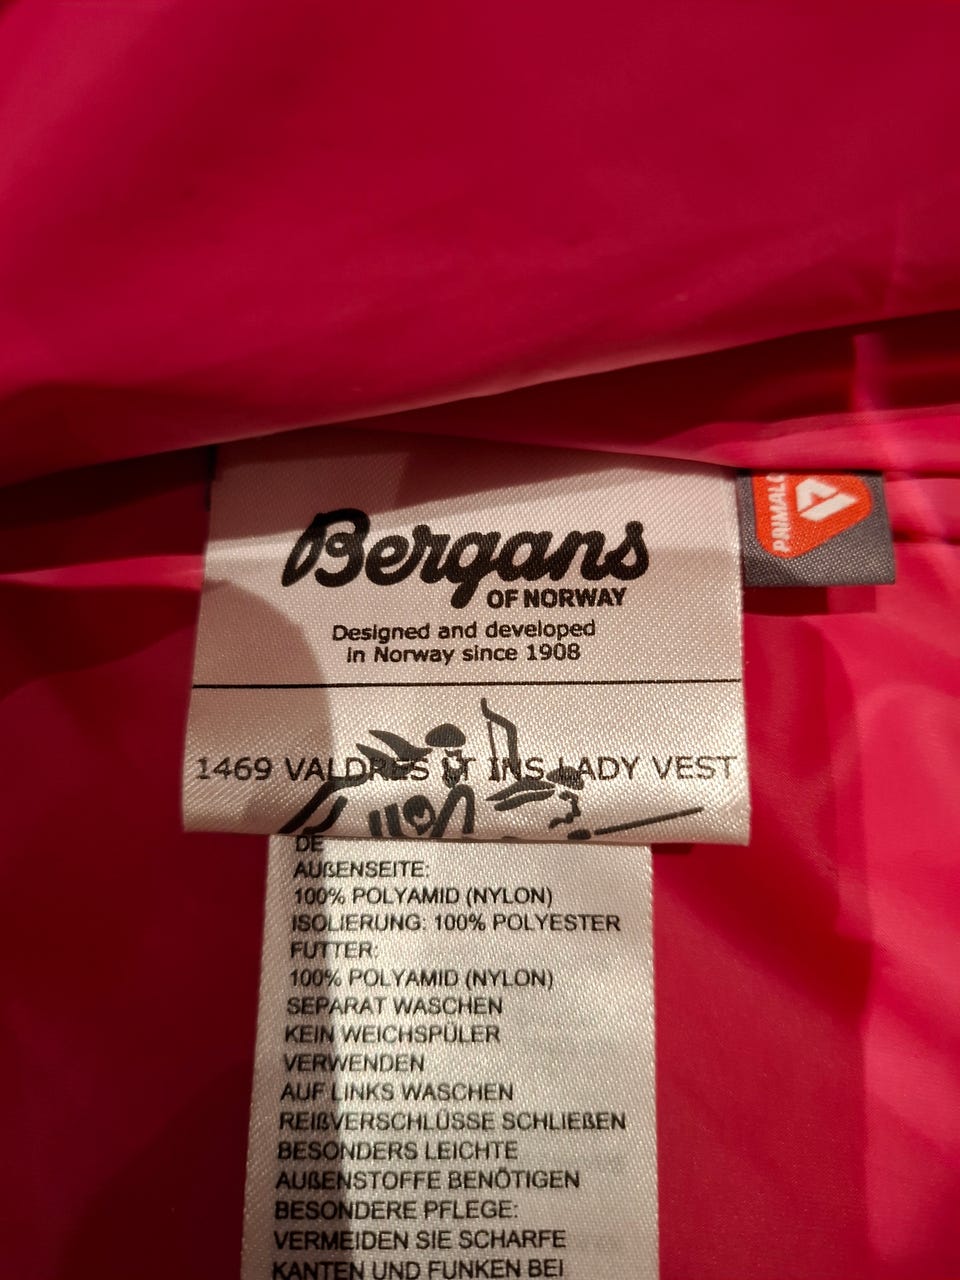 Bergans
OF NORWAY
Designed and developed
in Norway since 1908
1469 VALDRES LT INS LADY VEST
DE
AUßENSEITE:
100% POLYAMID (NYLON)
ISOLIERUNG: 100% POLYESTER
FUTTER:
100% POLYAMID (NYLON)
SEPARAT WASCHEN
KEIN WEICHSPÜLER
VERWENDEN
AUF LINKS WASCHEN
REIßVERSCHLÜSSE SCHLIEßEN
BESONDERS LEICHTE
AUßENSTOFFE BENÖTIGEN
BESONDERE PFLEGE:
VERMEIDEN SIE SCHARFE
KANTEN UND FUNKEN BEI